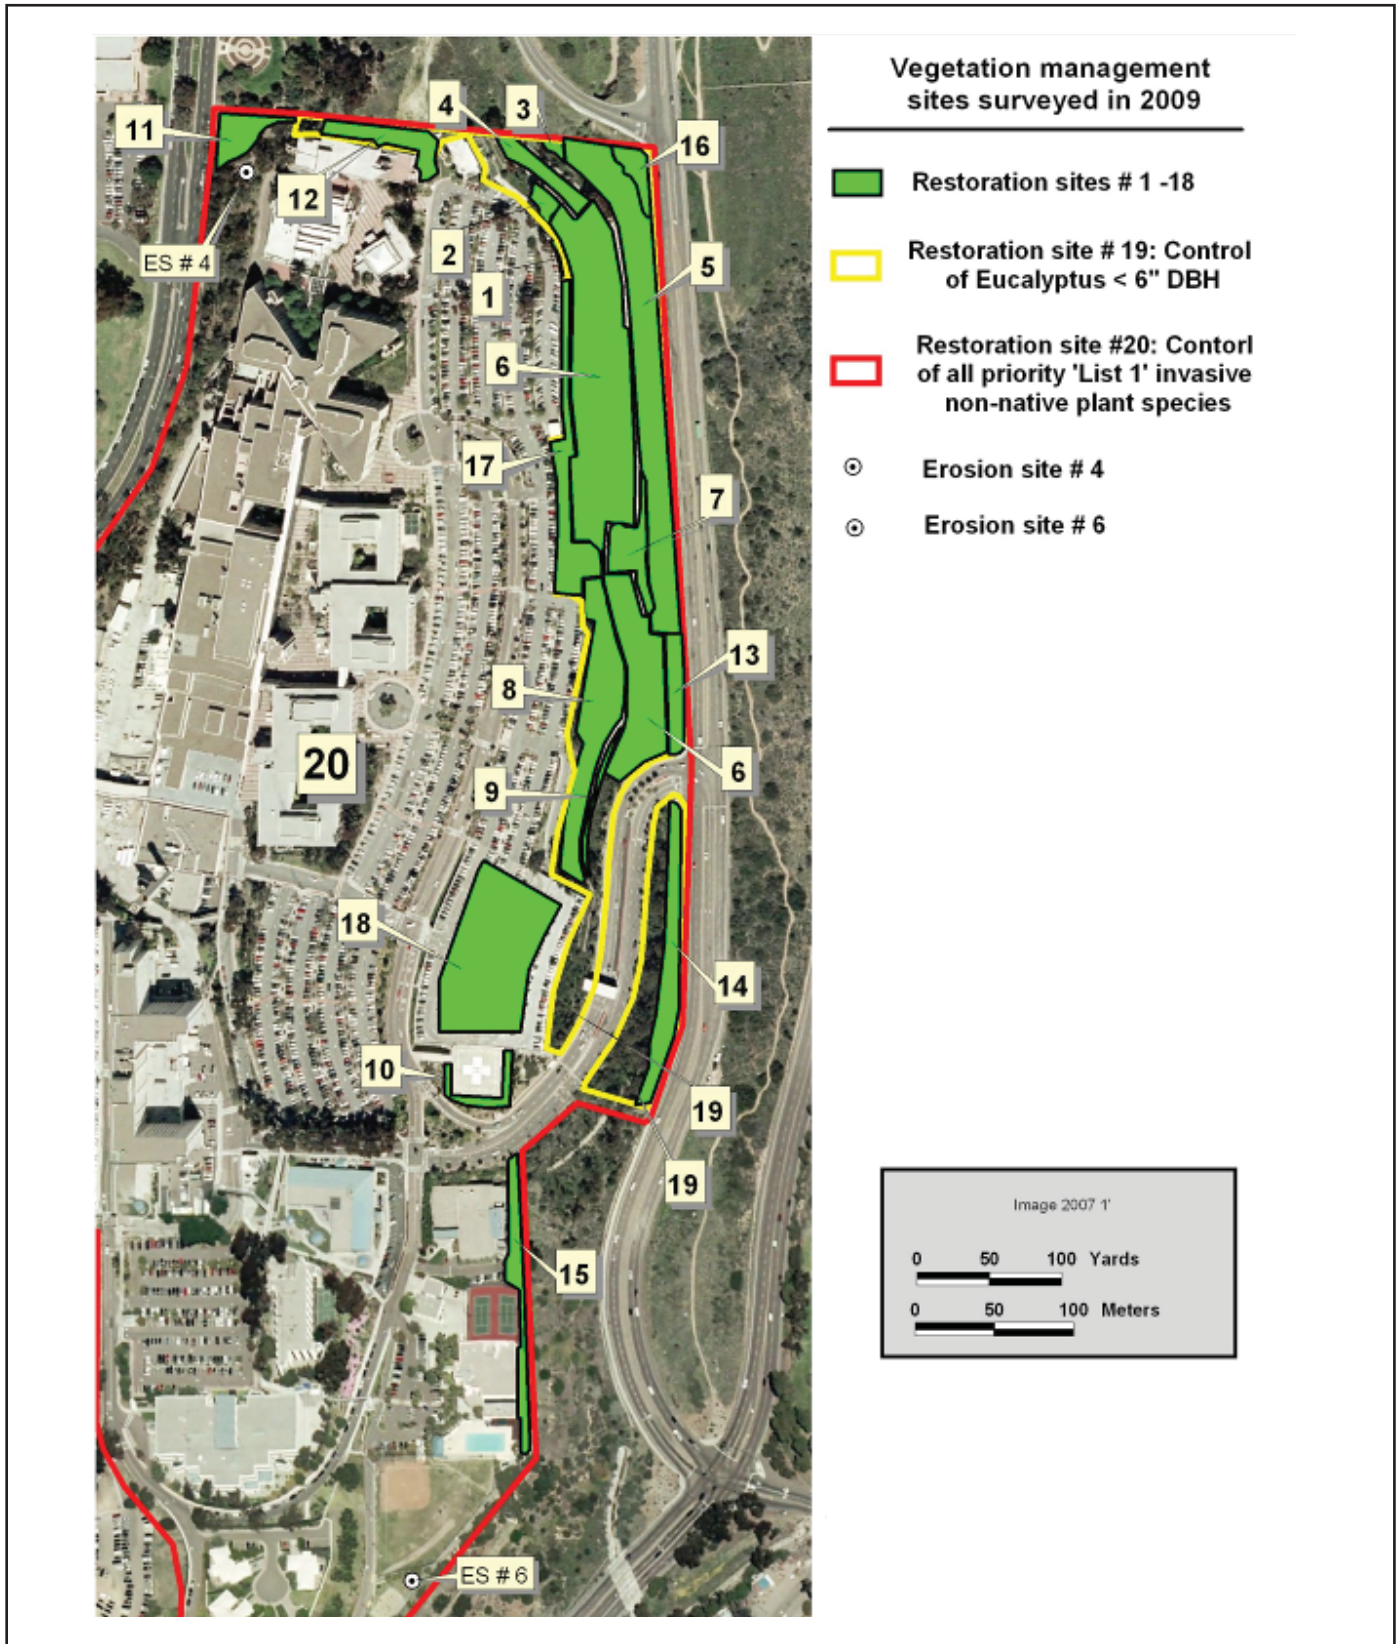 Vegetation management
sites surveyed in 2009
Restoration sites # 1 -18
Restoration site # 19: Control
of Eucalyptus < 6" DBH
Restoration site #20: Contorl
of all priority 'List 1' invasive
non-native plant species
Erosion site # 4
Erosion site # 6
4
3
11
16
12
2
ES # 4
5
1
6
17
7
13
8
20
6
9
18
14
10
19
19
15
ES # 6
Image 2007 1'
0 50 100 Yards
0 50 100 Meters